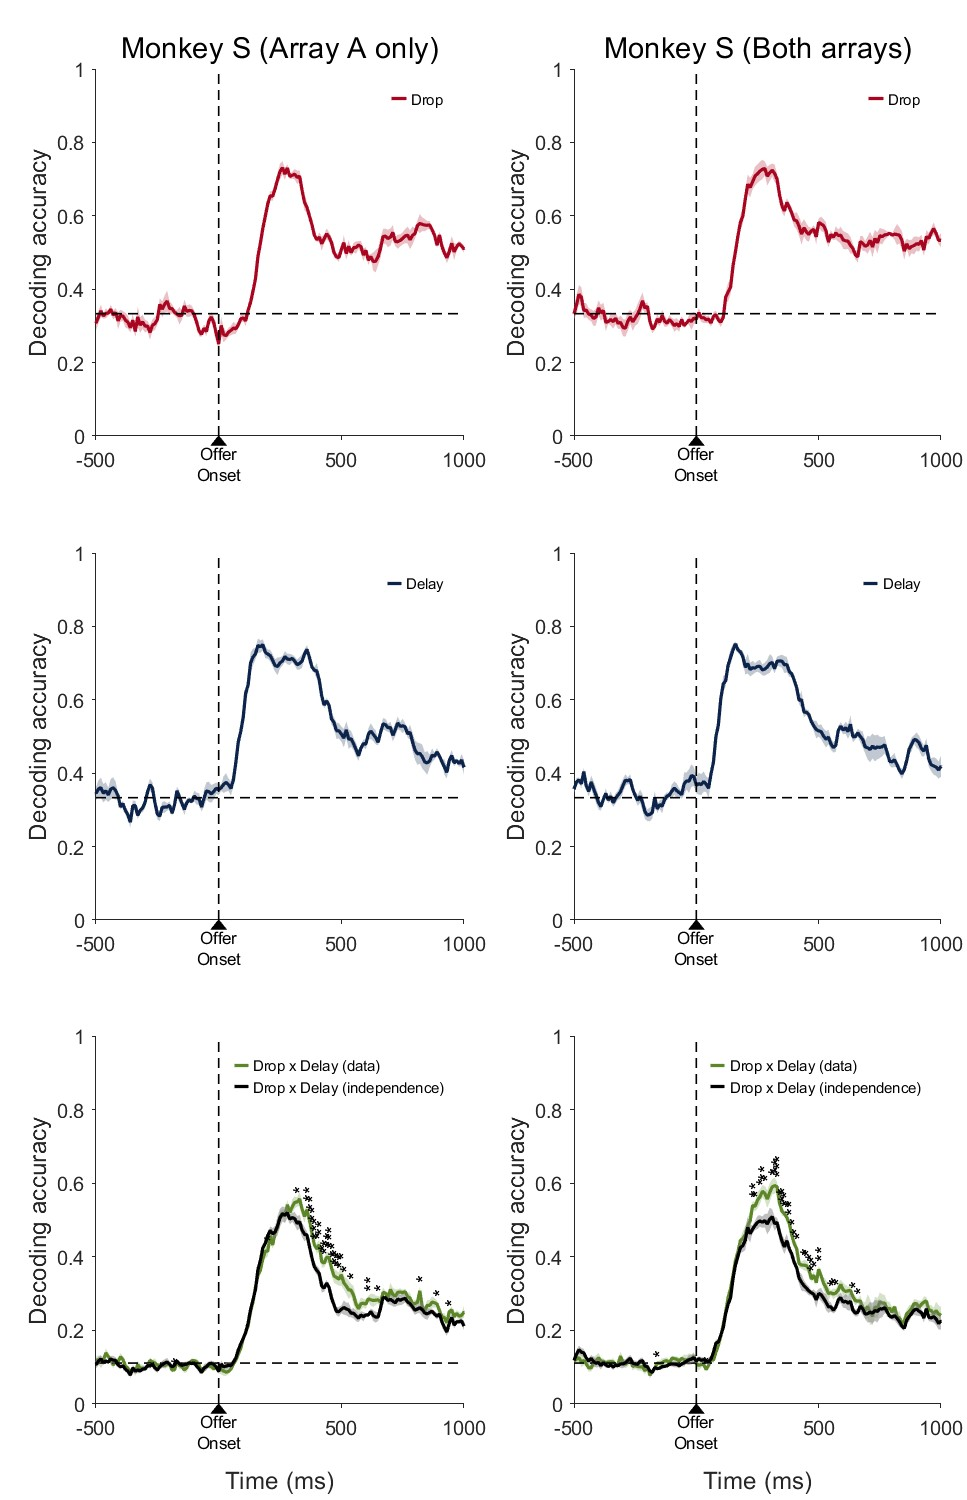 Monkey S (Array A only)
Monkey S (Both arrays)
1
0.8
0.6
0.4
0.2
0
Decoding accuracy
Drop
-500
Offer
Onset
500
1000
1
0.8
0.6
0.4
0.2
0
Decoding accuracy
Drop
-500
Offer
Onset
500
1000
1
0.8
0.6
0.4
0.2
0
Decoding accuracy
Delay
-500
Offer
Onset
500
1000
1
0.8
0.6
0.4
0.2
0
Decoding accuracy
Delay
-500
Offer
Onset
500
1000
1
0.8
0.6
0.4
0.2
0
Decoding accuracy
Drop x Delay (data)
Drop x Delay (independence)
-500
Offer
Onset
500
1000
Time (ms)
1
0.8
0.6
0.4
0.2
0
Decoding accuracy
Drop x Delay (data)
Drop x Delay (independence)
-500
Offer
Onset
500
1000
Time (ms)